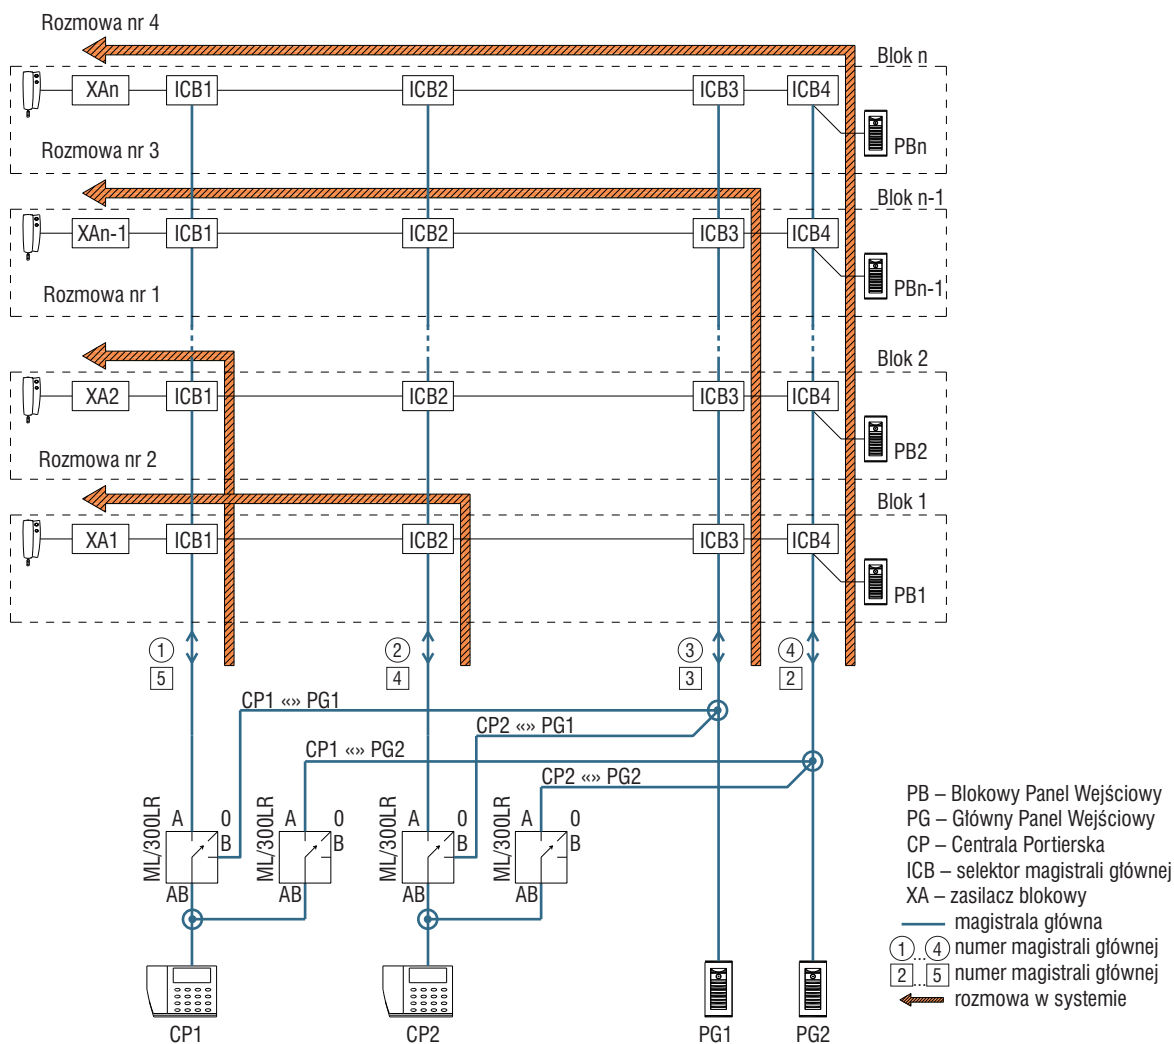 Rozmowa nr 4
Blok n
XAn ICB1 ICB2 ICB3 ICB4
PBn
Rozmowa nr 3
Blok n-1
XAn-1 ICB1 ICB2 ICB3 ICB4
PBn-1
Rozmowa nr 1
Blok 2
XA2 ICB1 ICB2 ICB3 ICB4
PB2
Rozmowa nr 2
Blok 1
XA1 ICB1 ICB2 ICB3 ICB4
PB1
1 2 3 4
5 4 3 2
CP1 «» PG1
CP2 «» PG1
CP1 «» PG2
CP2 «» PG2
ML/300LR A 0 B AB
ML/300LR A 0 B
ML/300LR A 0 B AB
ML/300LR A 0 B
CP1 CP2 PG1 PG2
PB – Blokowy Panel Wejściowy
PG – Główny Panel Wejściowy
CP – Centrala Portierska
ICB – selektor magistrali głównej
XA – zasilacz blokowy
magistrala główna
1...4 numer magistrali głównej
2...5 numer magistrali głównej
rozmowa w systemie